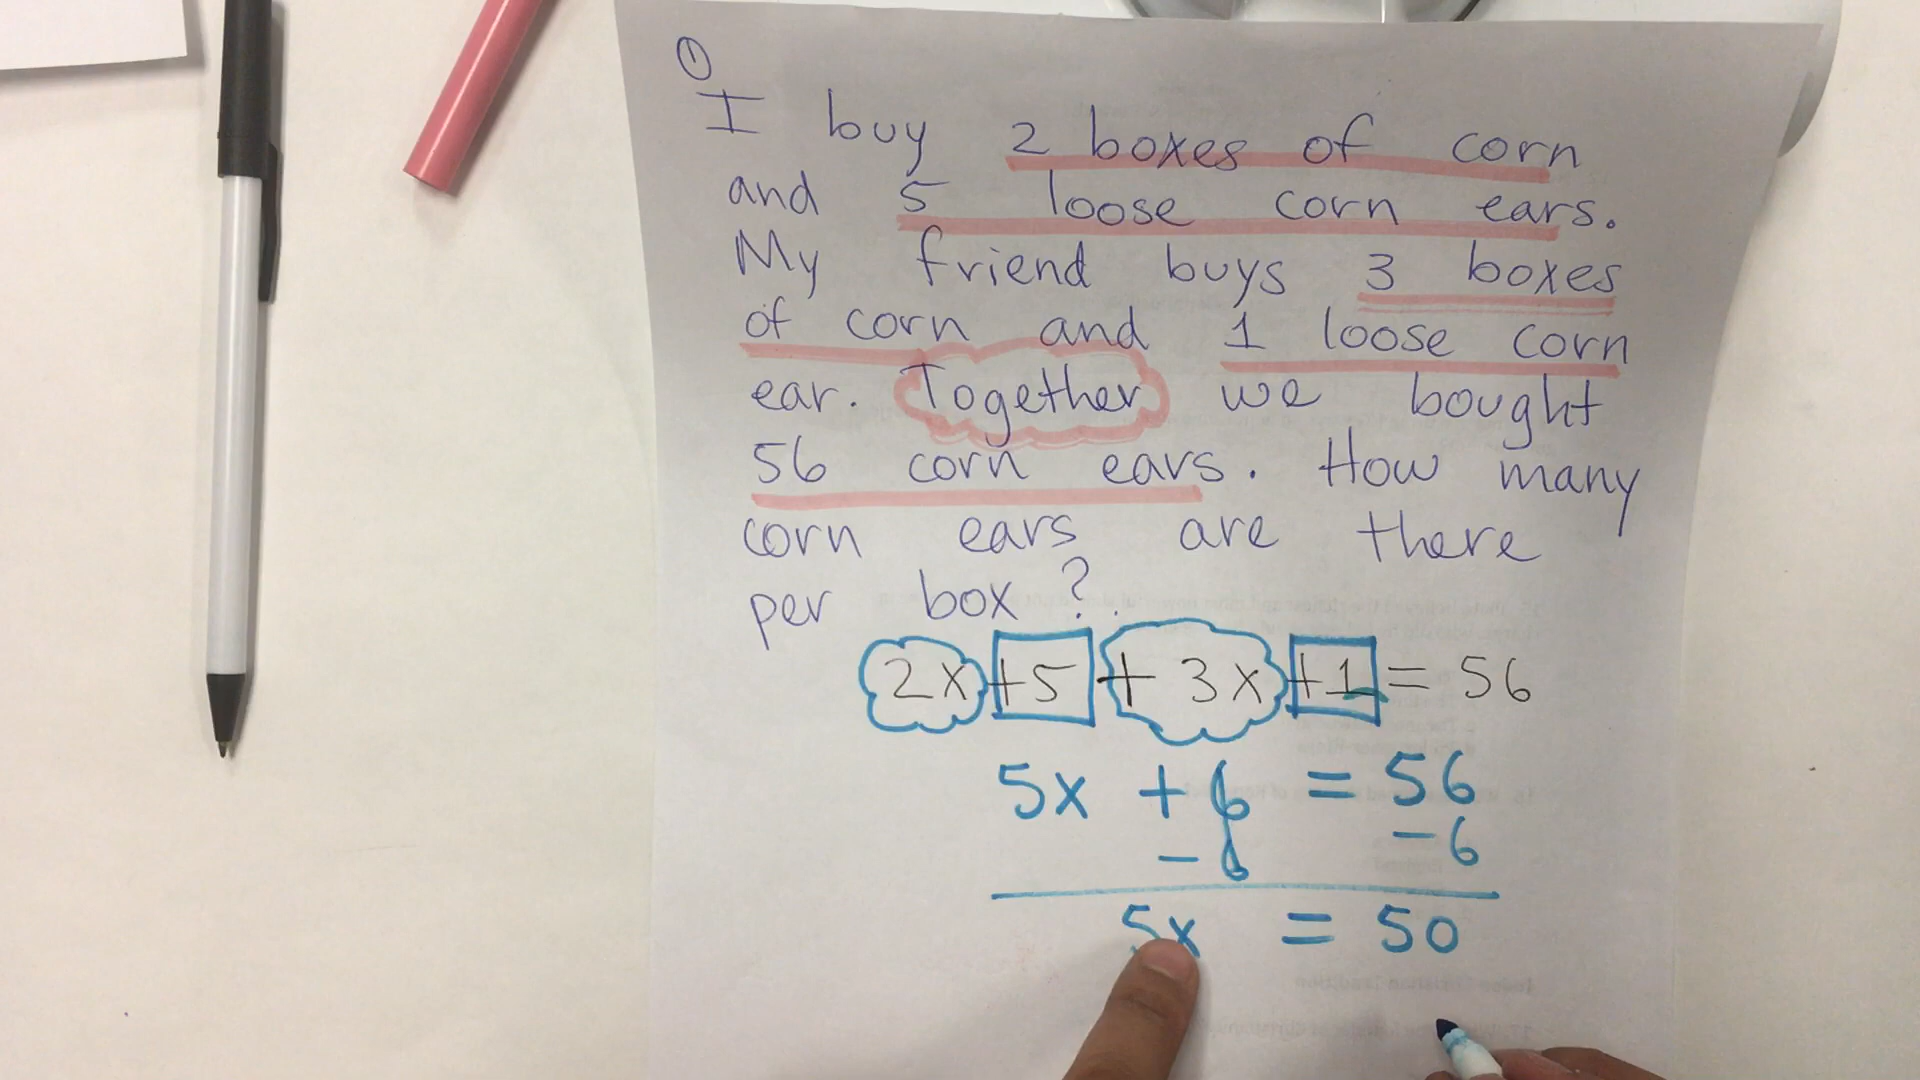 1
I buy 2 boxes of corn
and 5 loose corn ears.
My friend buys 3 boxes
of corn and 1 loose corn
ear. Together we bought
56 corn ears. How many
corn ears are there
per box?
2x +5 + 3x +1 = 56
5x + 6 = 56
- 6 - 6
5x = 50